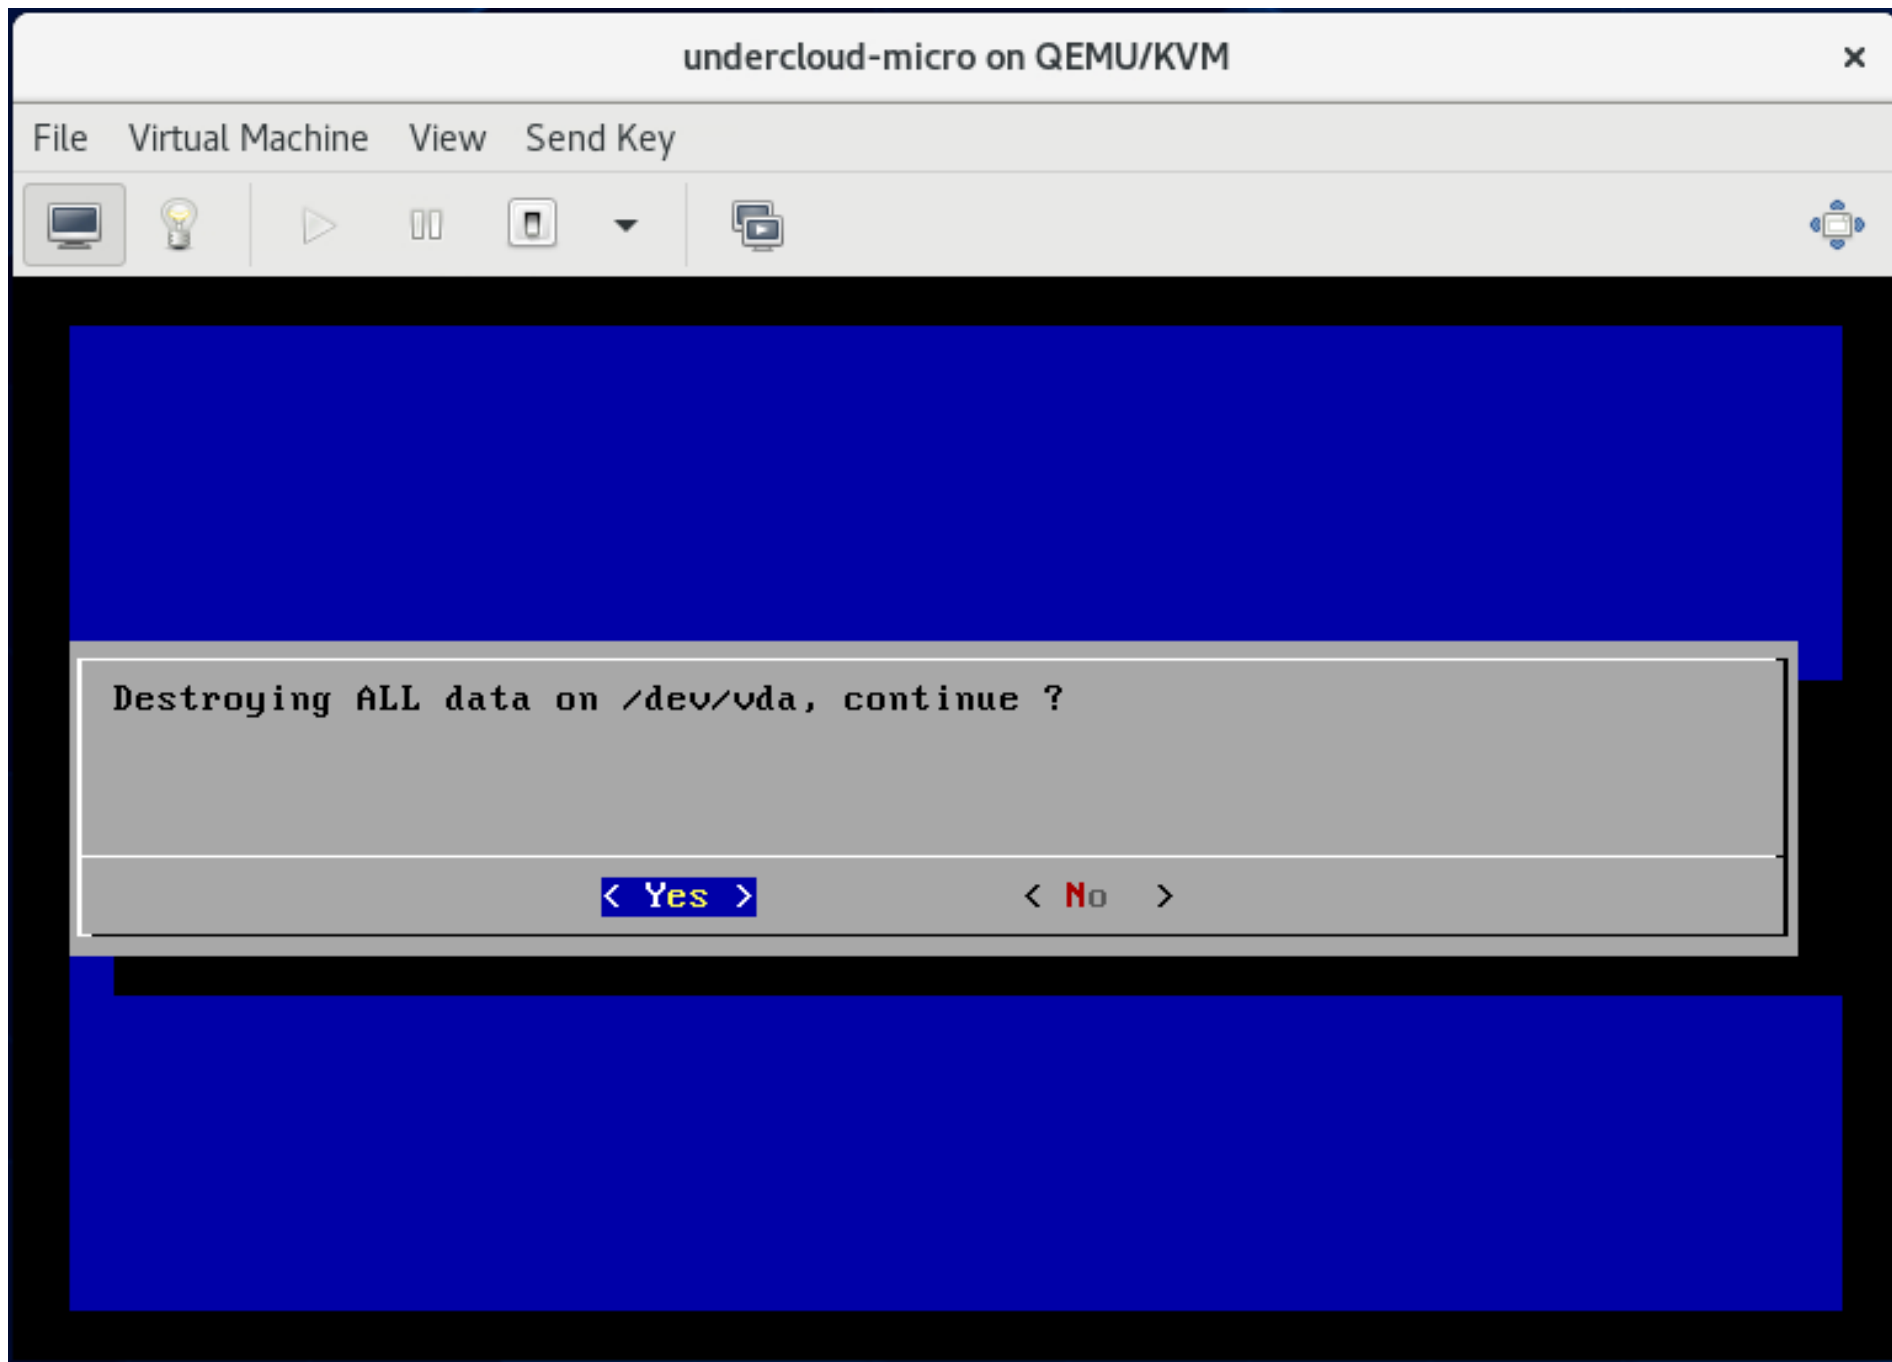 undercloud-micro on QEMU/KVM
File Virtual Machine View Send Key
Destroying ALL data on /dev/vda, continue ?
< Yes > < No >